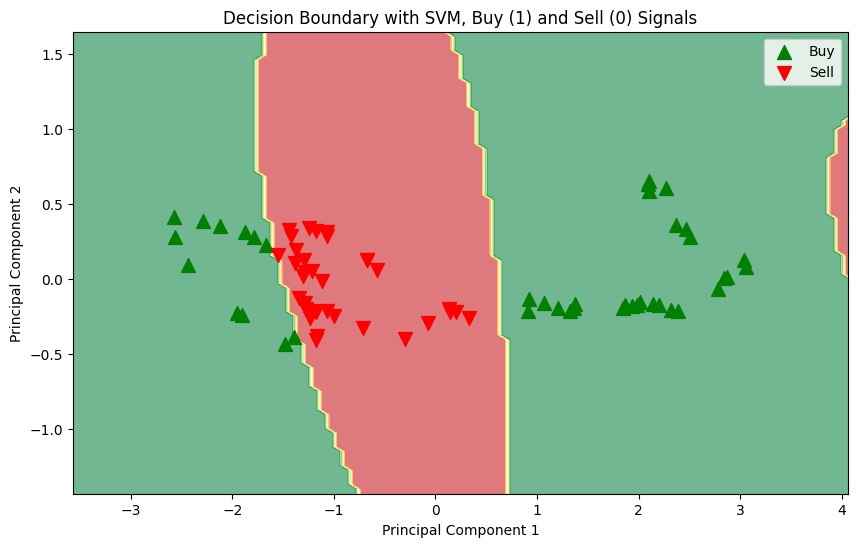 Decision Boundary with SVM, Buy (1) and Sell (0) Signals
Buy
Sell
1.5
1.0
0.5
0.0
−0.5
−1.0
Principal Component 2
−3
−2
−1
0
1
2
3
4
Principal Component 1